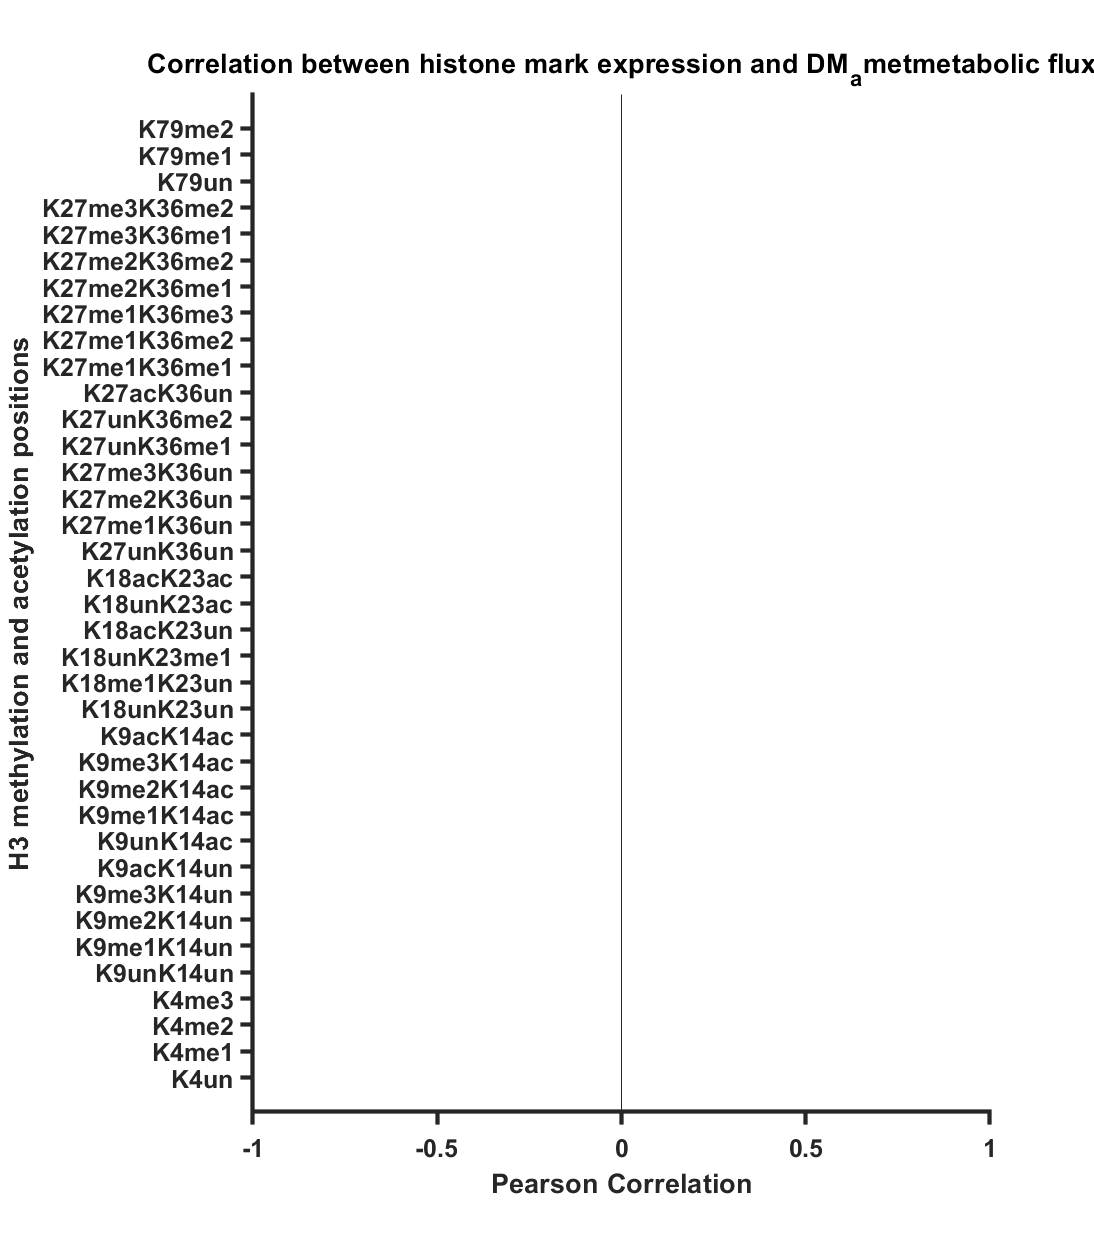 Correlation between histone mark expression and DMametmetabolic flux
H3 methylation and acetylation positions
K79me2
K79me1
K79un
K27me3K36me2
K27me3K36me1
K27me2K36me2
K27me2K36me1
K27me1K36me3
K27me1K36me2
K27me1K36me1
K27acK36un
K27unK36me2
K27unK36me1
K27me3K36un
K27me2K36un
K27me1K36un
K27unK36un
K18acK23ac
K18unK23ac
K18acK23un
K18unK23me1
K18me1K23un
K18unK23un
K9acK14ac
K9me3K14ac
K9me2K14ac
K9me1K14ac
K9unK14ac
K9acK14un
K9me3K14un
K9me2K14un
K9me1K14un
K9unK14un
K4me3
K4me2
K4me1
K4un
-1 -0.5 0 0.5 1
Pearson Correlation